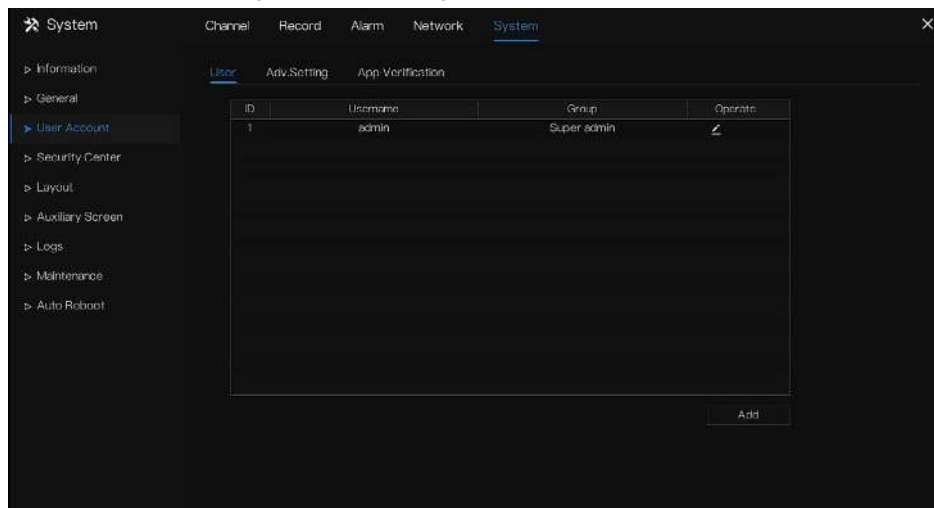 System Channel Record Alarm Network System X
Information
General
User Account
Security Center
Layout
Auxiliary Screen
Logs
Maintenance
Auto Reboot
User Adv.Setting App Verification
ID Username Group Operate
1 admin Super admin
Add